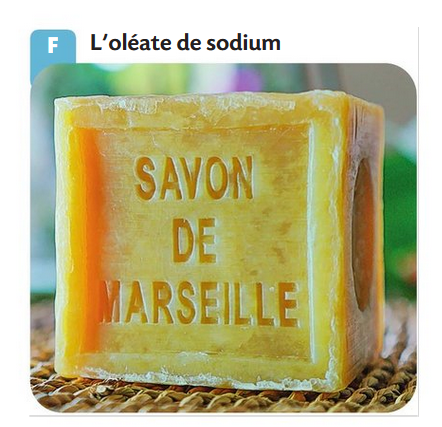 F L'oléate de sodium
SAVON
DE
MARSEILLE